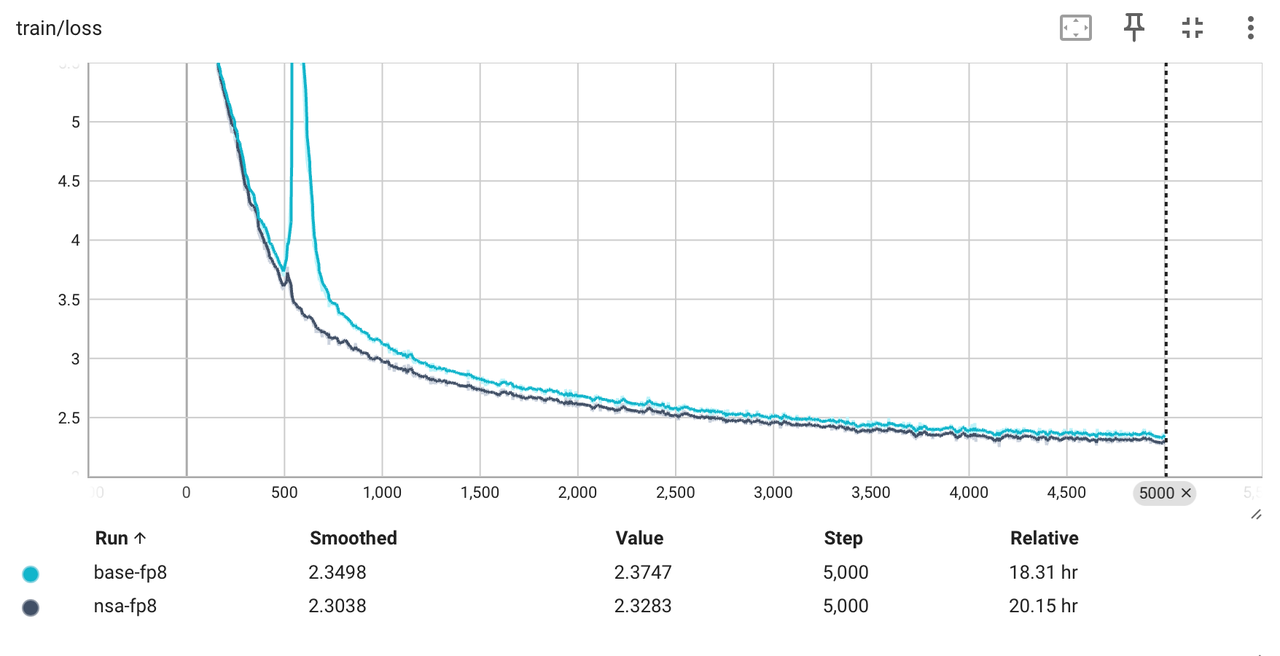 train/loss
5
4.5
4
3.5
3
2.5
0 500 1,000 1,500 2,000 2,500 3,000 3,500 4,000 4,500 5000 ×
Run ↑ Smoothed Value Step Relative
base-fp8 2.3498 2.3747 5,000 18.31 hr
nsa-fp8 2.3038 2.3283 5,000 20.15 hr